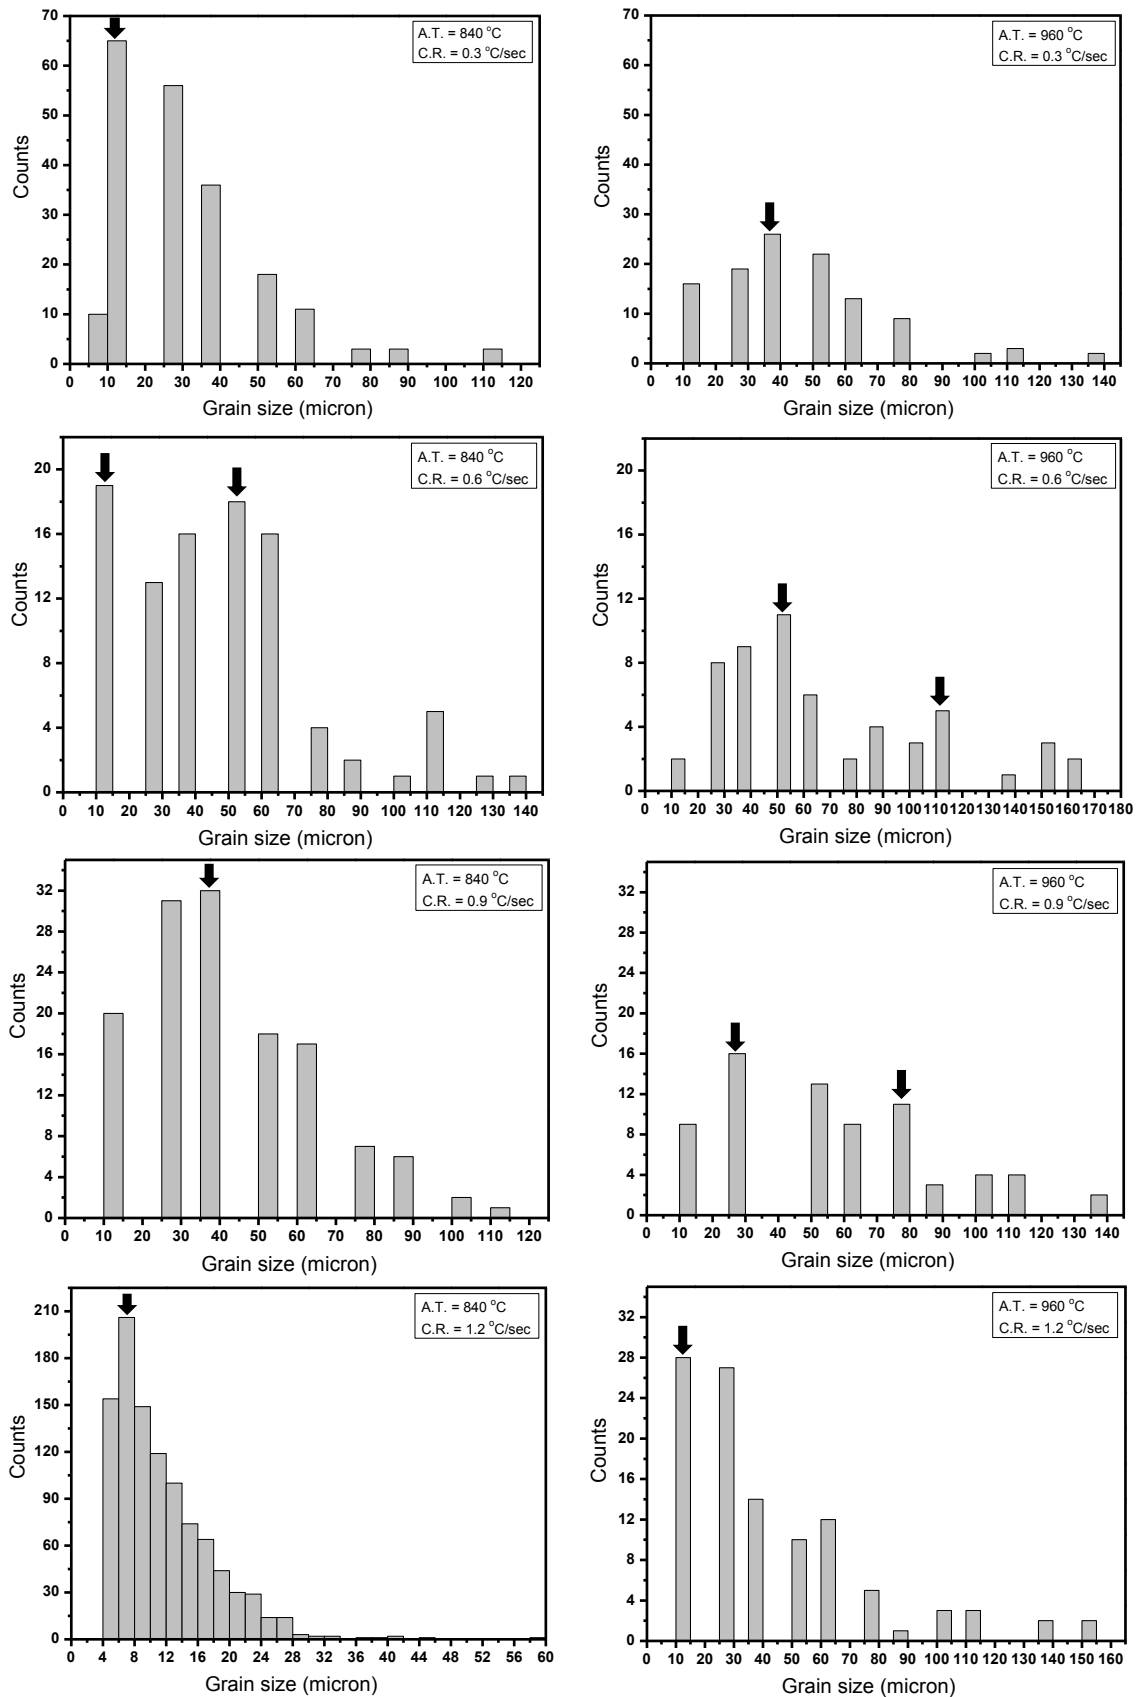 70
60
50
40
30
20
10
0
Counts
A.T. = 840 °C
C.R. = 0.3 °C/sec
0 10 20 30 40 50 60 70 80 90 100 110 120
Grain size (micron)
70
60
50
40
30
20
10
0
Counts
A.T. = 960 °C
C.R. = 0.3 °C/sec
0 10 20 30 40 50 60 70 80 90 100 110 120 130 140
Grain size (micron)
20
16
12
8
4
0
Counts
A.T. = 840 °C
C.R. = 0.6 °C/sec
0 10 20 30 40 50 60 70 80 90 100 110 120 130 140
Grain size (micron)
20
16
12
8
4
0
Counts
A.T. = 960 °C
C.R. = 0.6 °C/sec
0 10 20 30 40 50 60 70 80 90 100 110 120 130 140 150 160 170 180
Grain size (micron)
32
28
24
20
16
12
8
4
0
Counts
A.T. = 840 °C
C.R. = 0.9 °C/sec
0 10 20 30 40 50 60 70 80 90 100 110 120
Grain size (micron)
32
28
24
20
16
12
8
4
0
Counts
A.T. = 960 °C
C.R. = 0.9 °C/sec
0 10 20 30 40 50 60 70 80 90 100 110 120 130 140
Grain size (micron)
210
180
150
120
90
60
30
0
Counts
A.T. = 840 °C
C.R. = 1.2 °C/sec
0 4 8 12 16 20 24 28 32 36 40 44 48 52 56 60
Grain size (micron)
32
28
24
20
16
12
8
4
0
Counts
A.T. = 960 °C
C.R. = 1.2 °C/sec
0 10 20 30 40 50 60 70 80 90 100 110 120 130 140 150 160
Grain size (micron)